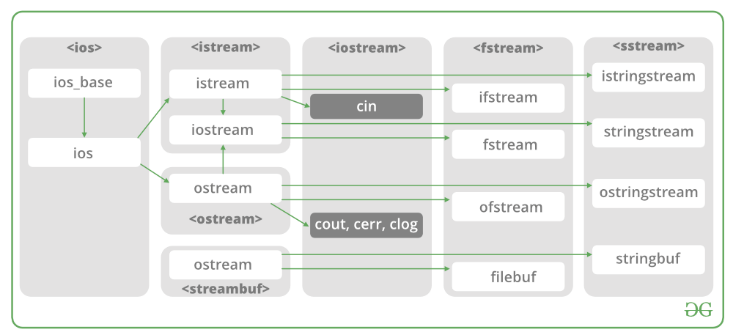 <ios>
ios_base
ios
<istream>
istream
iostream
ostream
<ostream>
ostream
<streambuf>
<iostream>
cin
cout, cerr, clog
<fstream>
ifstream
fstream
ofstream
filebuf
<sstream>
istringstream
stringstream
ostringstream
stringbuf